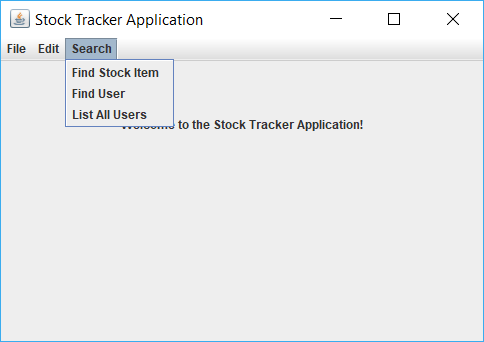 Stock Tracker Application
File Edit Search
Find Stock Item
Find User
List All Users
Welcome to the Stock Tracker Application!